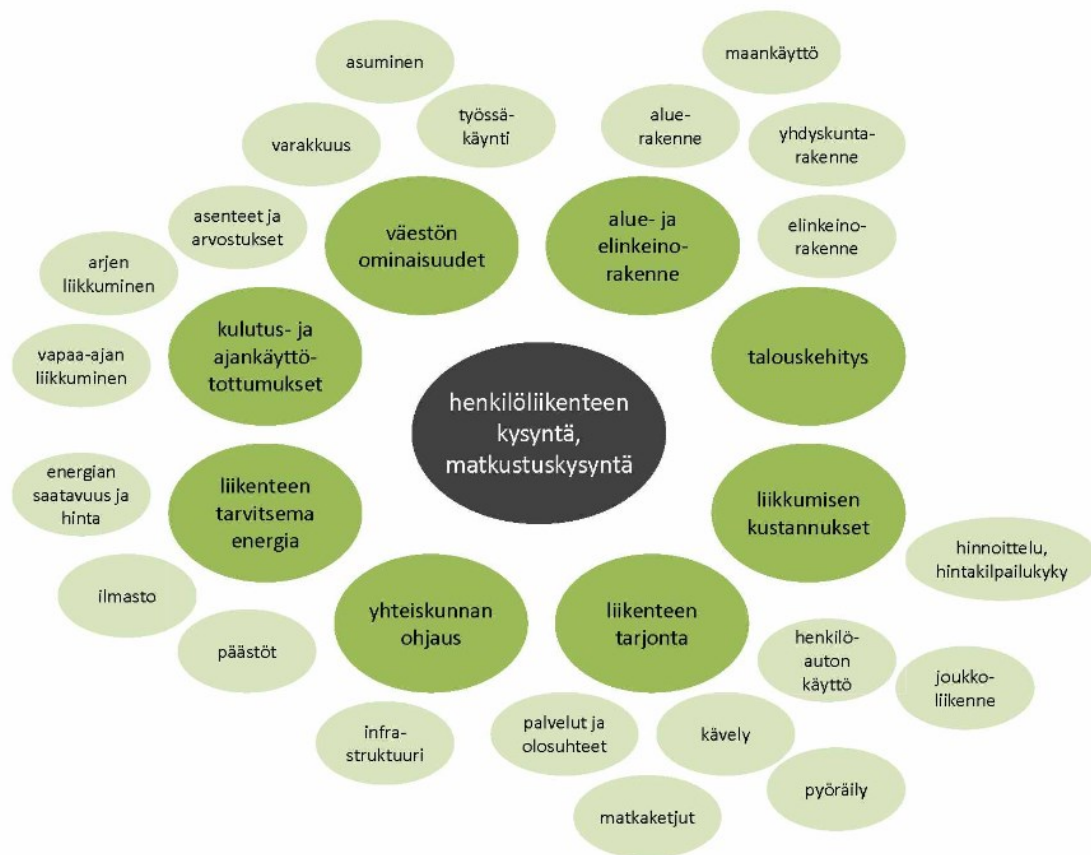 asuminen
maankäyttö
työssä-
käynti
alue-
rakenne
varakkuus
yhdyskunta-
rakenne
asenteet ja
arvostukset
väestön
ominaisuudet
alue- ja
elinkeino-
rakenne
elinkeino-
rakenne
arjen
liikkuminen
kulutus- ja
ajankäyttö-
tottumukset
vapaa-ajan
liikkuminen
talouskehitys
henkilöliikenteen
kysyntä,
matkustuskysyntä
energian
saatavuus ja
hinta
liikenteen
tarvitsema
energia
liikkumisen
kustannukset
hinnoittelu,
hintakilpailukyky
ilmasto
yhteiskunnan
ohjaus
liikenteen
tarjonta
päästöt
henkilö-
auton
käyttö
joukko-
liikenne
infra-
struktuuri
palvelut ja
olosuhteet
kävely
pyöräily
matkaketjut